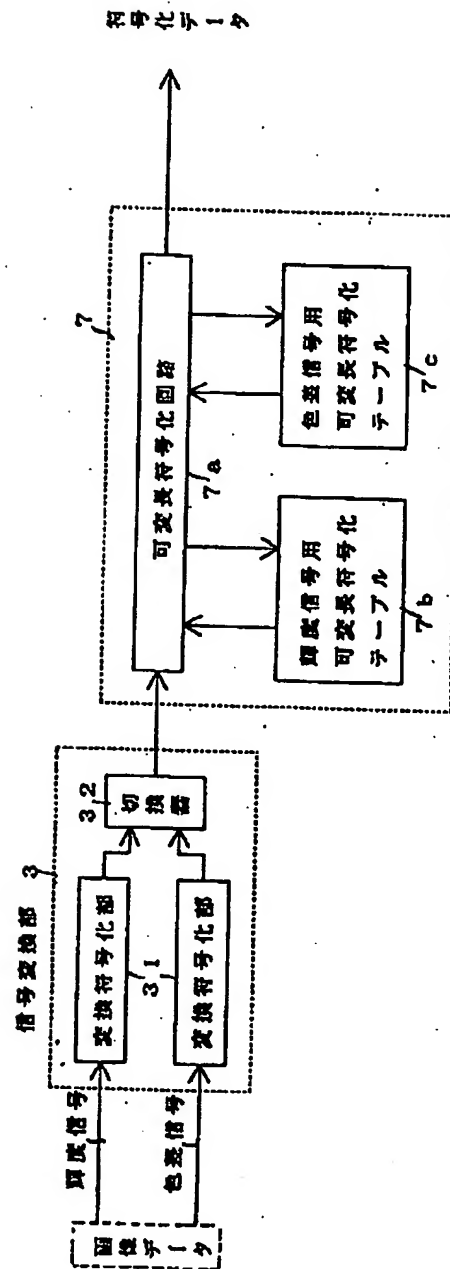 画像データ
輝度信号
色差信号
信号変換部
3
変換符号化部
31
変換符号化部
32
切換器
7
可変長符号化回路
7a
輝度信号用
可変長符号化
テーブル
7b
色差信号用
可変長符号化
テーブル
7c
符号化データ